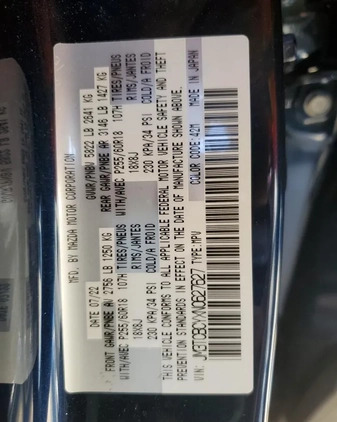 MFD. BY MAZDA MOTOR CORPORATION
DATE 07/22 GVWR/PNBV 5822 LB 2641 KG
FRONT GAWR/PNBE AV 2756 LB 1250 KG REAR GAWR/PNBE AR 3146 LB 1427 KG
WITH/AVEC P255/60R18 107H TIRES/PNEUS WITH/AVEC P255/60R18 107H TIRES/PNEUS
18X8J RIMS/JANTES 18X8J RIMS/JANTES
230 KPA/34 PSI COLD/A FROID 230 KPA/34 PSI COLD/A FROID
THIS VEHICLE CONFORMS TO ALL APPLICABLE FEDERAL MOTOR VEHICLE SAFETY AND THEFT
PREVENTION STANDARDS IN EFFECT ON THE DATE OF MANUFACTURE SHOWN ABOVE.
VIN: TYPE:MPV COLOR CODE:42M MADE IN JAPAN